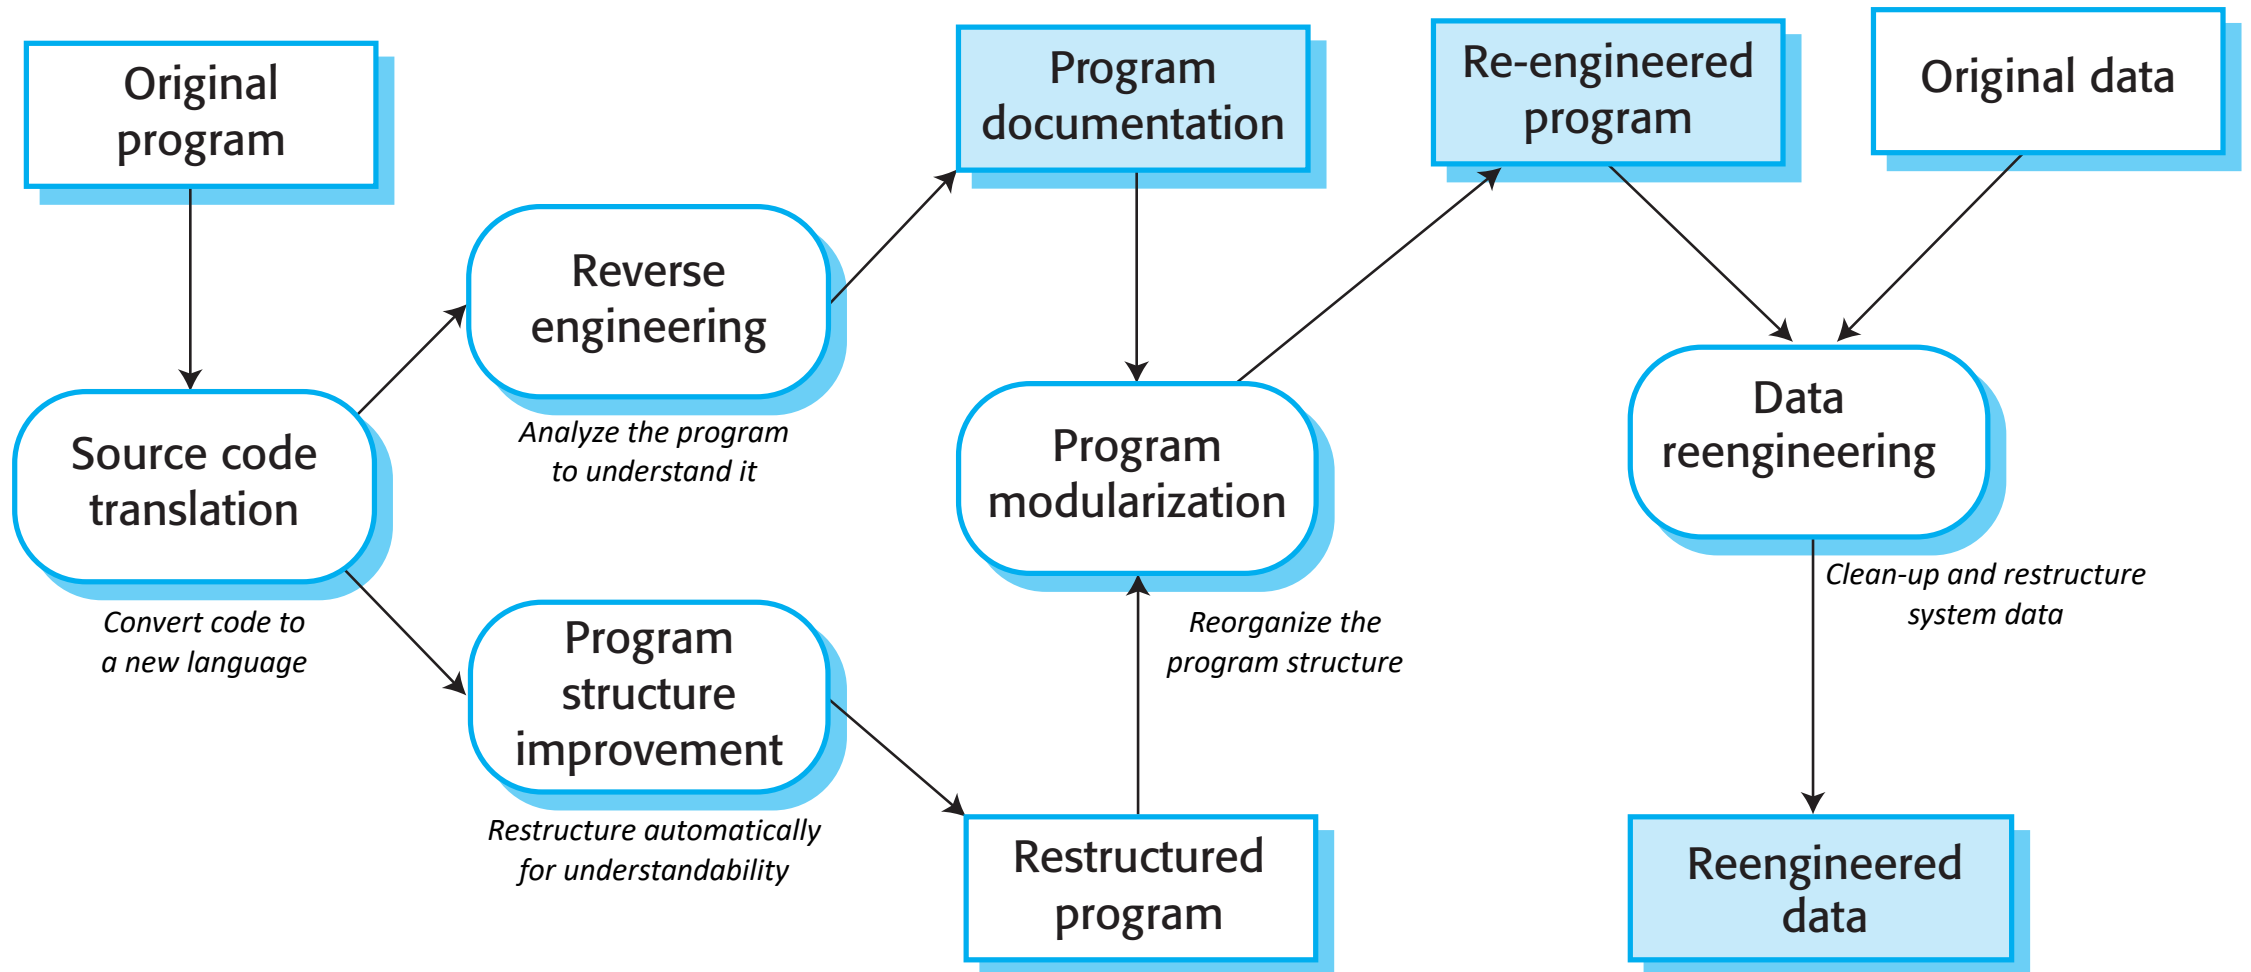 Original
program
Program
documentation
Re-engineered
program
Original data
Reverse
engineering
Analyze the program
to understand it
Source code
translation
Convert code to
a new language
Program
modularization
Reorganize the
program structure
Data
reengineering
Clean-up and restructure
system data
Program
structure
improvement
Restructure automatically
for understandability
Restructured
program
Reengineered
data